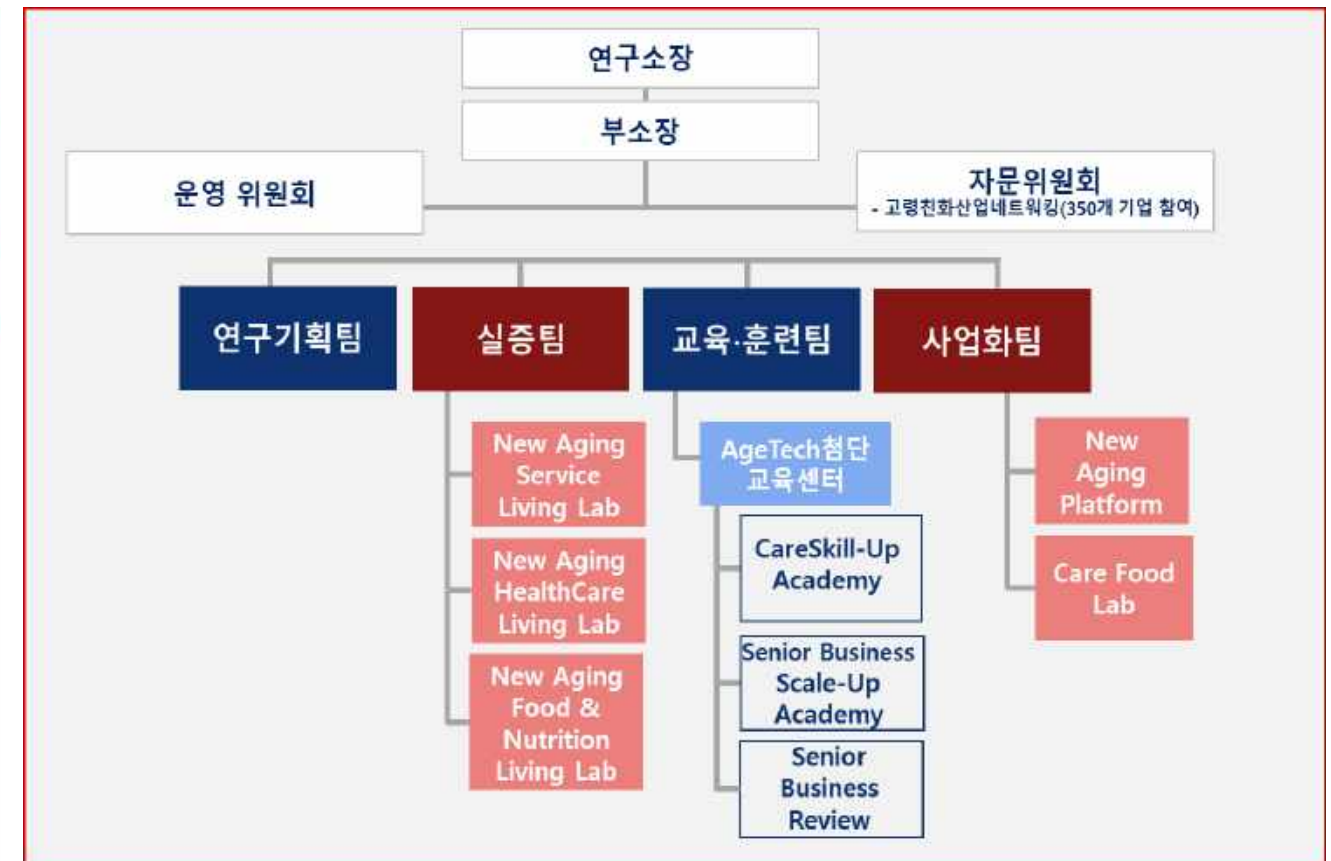 연구소장
부소장
운영 위원회
자문위원회
- 고령친화산업네트워킹(350개 기업 참여)
연구기획팀
실증팀
교육·훈련팀
사업화팀
New Aging
Service
Living Lab
New Aging
HealthCare
Living Lab
New Aging
Food &
Nutrition
Living Lab
AgeTech첨단
교육센터
CareSkill-Up
Academy
Senior Business
Scale-Up
Academy
Senior
Business
Review
New
Aging
Platform
Care Food
Lab